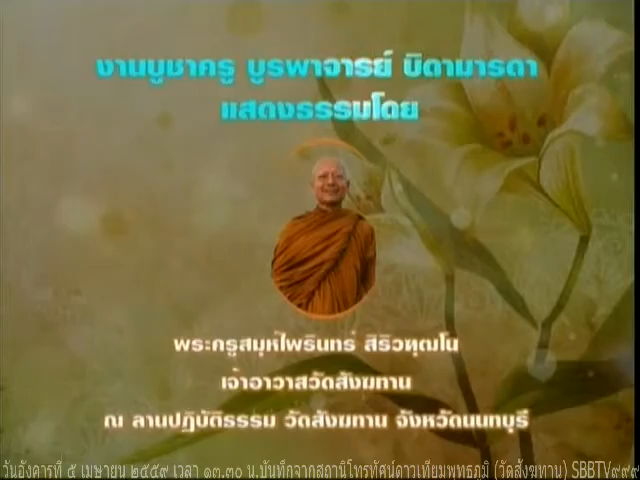 งานบูชาครู บูรพาจารย์ บิดามารดา
แสดงธรรมโดย
พระครูสมุห์ไพรินทร์ สิริวฑฺฒโน
เจ้าอาวาสวัดสังฆทาน
ณ ลานปฏิบัติธรรม วัดสังฆทาน จังหวัดนนทบุรี
วันอังคารที่ ๕ เมษายน ๒๕๕๙ เวลา ๑๓.๓๐ น.บันทึกจากสถานีโทรทัศน์ดาวเทียมพุทธภูมิ (วัดสังฆทาน) SBBTV๙๙๙